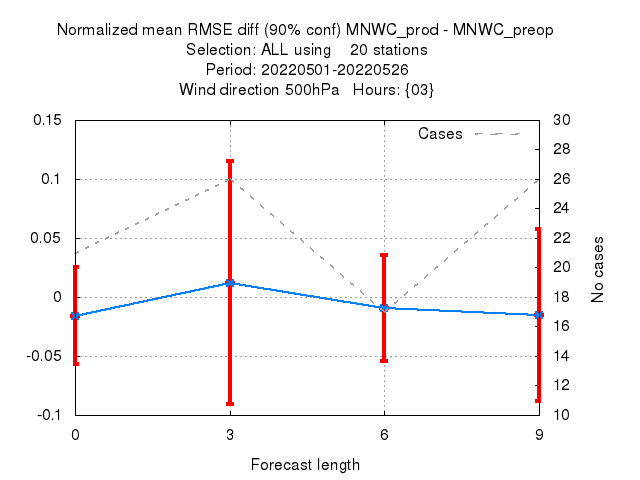 Normalized mean RMSE diff (90% conf) MNWC_prod - MNWC_preop
Selection: ALL using 20 stations
Period: 20220501-20220526
Wind direction 500hPa Hours: {03}
Cases
0.15
0.1
0.05
0
-0.05
-0.1
30
28
26
24
22
20
18
16
14
12
10
No cases
0 3 6 9
Forecast length